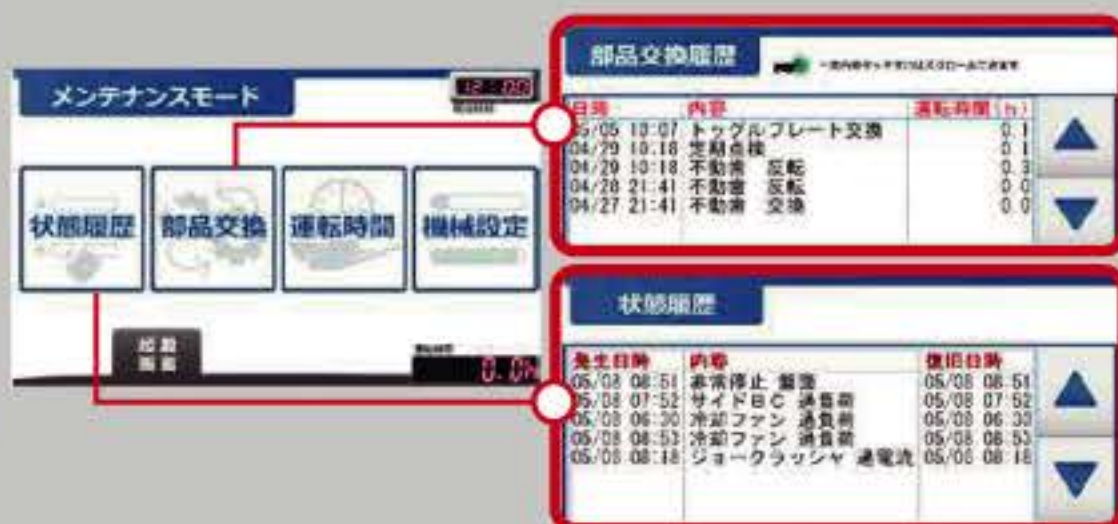 メンテナンスモード
12:00
状態履歴
部品交換
運転時間
機械設定
0.0h
部品交換履歴
日時 内容 運転時間(h)
05/05 10:07 トッグルプレート交換 0.1
04/29 10:18 定期点検 0.1
04/29 10:18 不動歯 反転 0.3
04/28 21:41 不動歯 反転 0.0
04/27 21:41 不動歯 交換 0.0
状態履歴
発生日時 内容 復旧日時
05/08 08:51 非常停止 盤面 05/08 08:51
05/08 07:52 サイドBC 過負荷 05/08 07:52
05/08 06:30 冷却ファン 過負荷 05/08 06:30
05/08 08:53 冷却ファン 過負荷 05/08 08:53
05/08 08:18 ジョークラッシャ 過電流 05/08 08:18